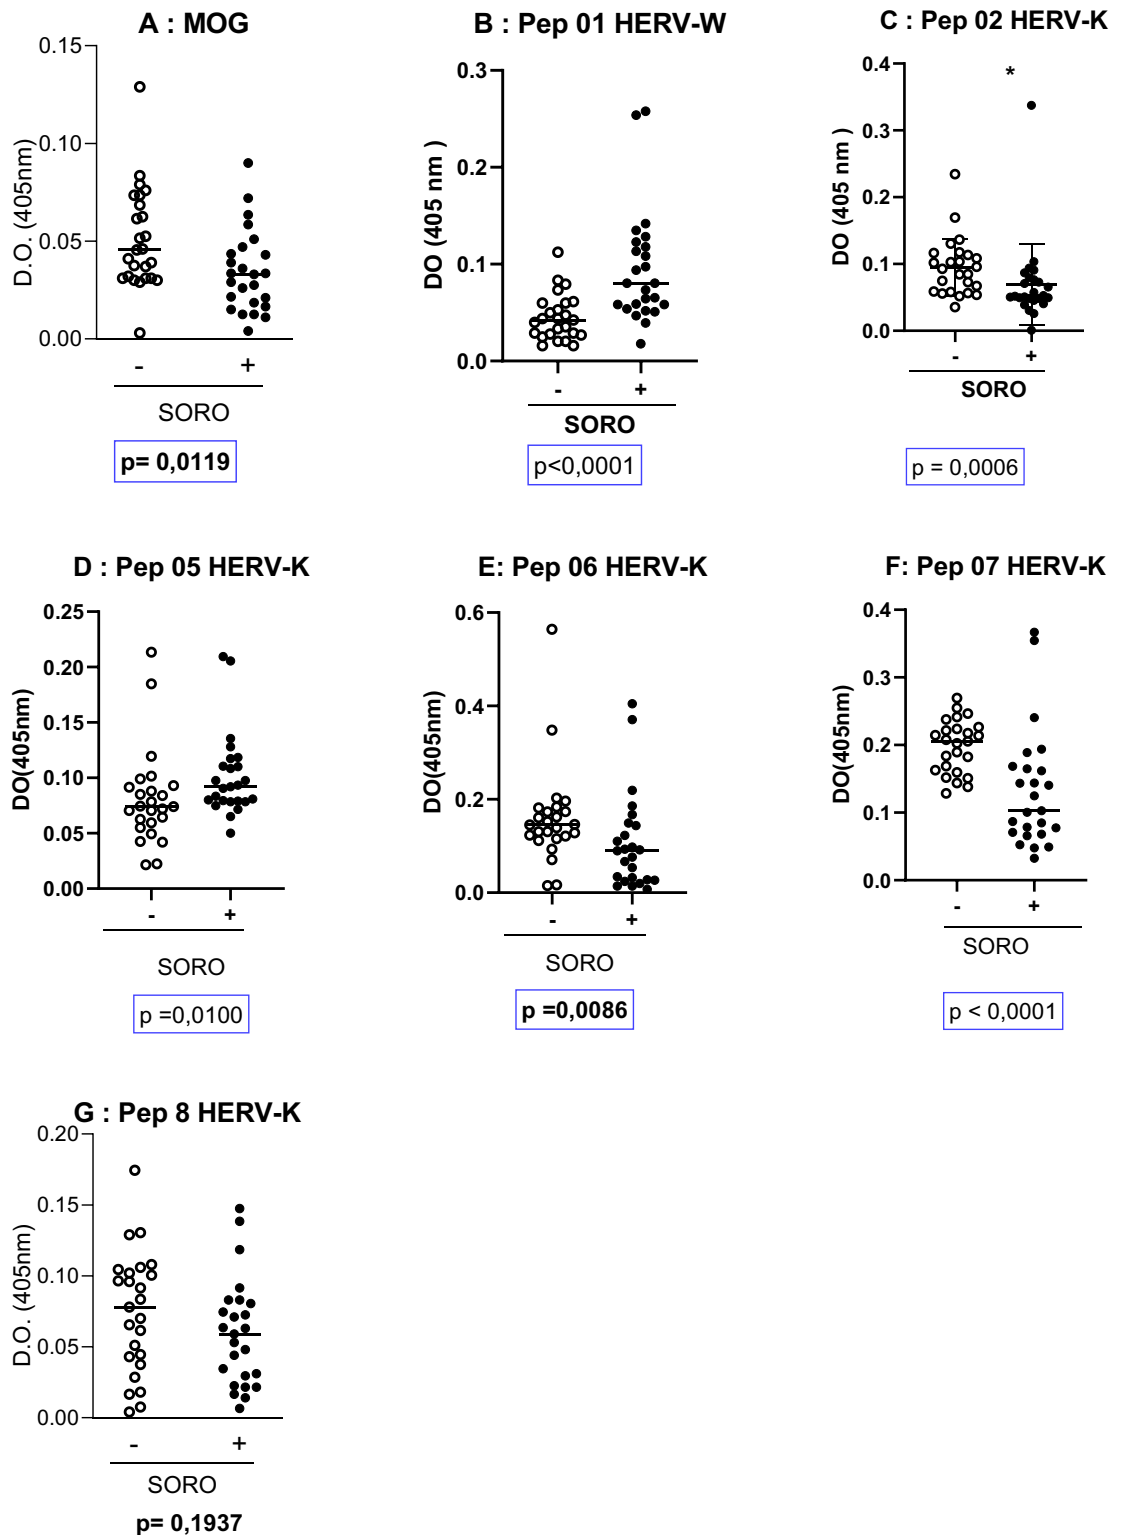 A : MOG
0.15
0.10
0.05
0.00
D.O. (405nm)
- +
SORO
p= 0,0119
B : Pep 01 HERV-W
0.3
0.2
0.1
0.0
DO (405 nm )
- +
SORO
p<0,0001
C : Pep 02 HERV-K
0.4
0.3
0.2
0.1
0.0
DO (405 nm )
*
- +
SORO
p = 0,0006
D : Pep 05 HERV-K
0.25
0.20
0.15
0.10
0.05
0.00
DO(405nm)
- +
SORO
p =0,0100
E: Pep 06 HERV-K
0.6
0.4
0.2
0.0
DO(405nm)
- +
SORO
p =0,0086
F: Pep 07 HERV-K
0.4
0.3
0.2
0.1
0.0
DO(405nm)
- +
SORO
p < 0,0001
G : Pep 8 HERV-K
0.20
0.15
0.10
0.05
0.00
D.O. (405nm)
- +
SORO
p= 0,1937